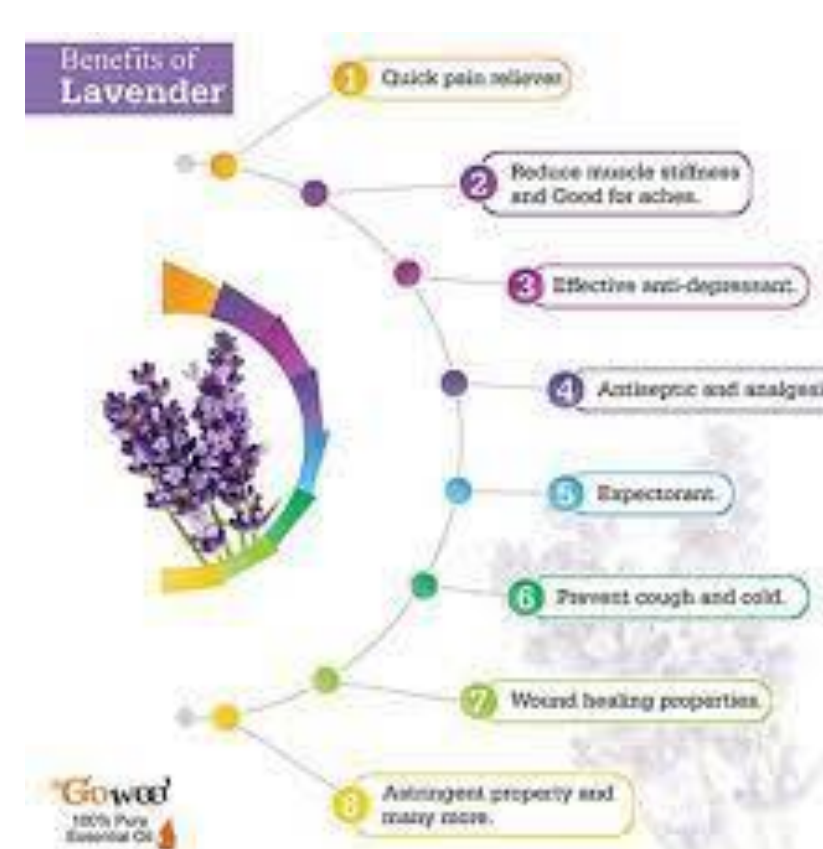 Benefits of
Lavender
1 Quick pain reliever
2 Reduce muscle stiffness
and Good for aches.
3 Effective anti-depressant.
4 Antiseptic and analgesi
5 Expectorant.
6 Prevent cough and cold.
7 Wound healing properties
8 Astringent property and
many more.
Gowoo
100% Pure
Essential Oil